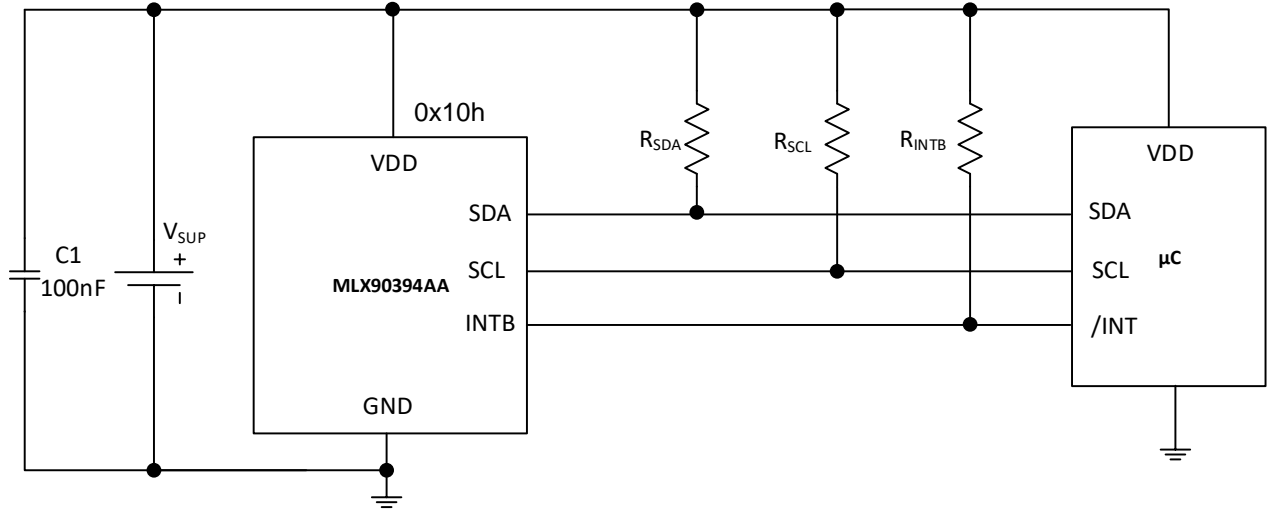 0x10h
VDD
SDA
SCL
INTB
MLX90394AA
GND
C1
100nF
V_SUP
+
R_SDA
R_SCL
R_INTB
VDD
SDA
SCL
/INT
µC